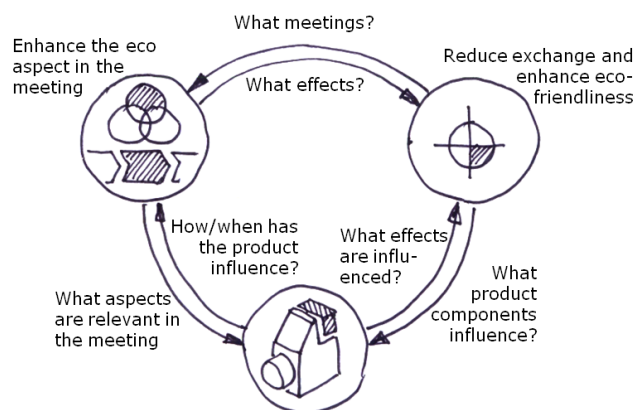 What meetings?
Enhance the eco
aspect in the
meeting
What effects?
Reduce exchange and
enhance eco-
friendliness
How/when has
the product
influence?
What effects
are influ-
enced?
What aspects
are relevant in
the meeting
What
product
components
influence?